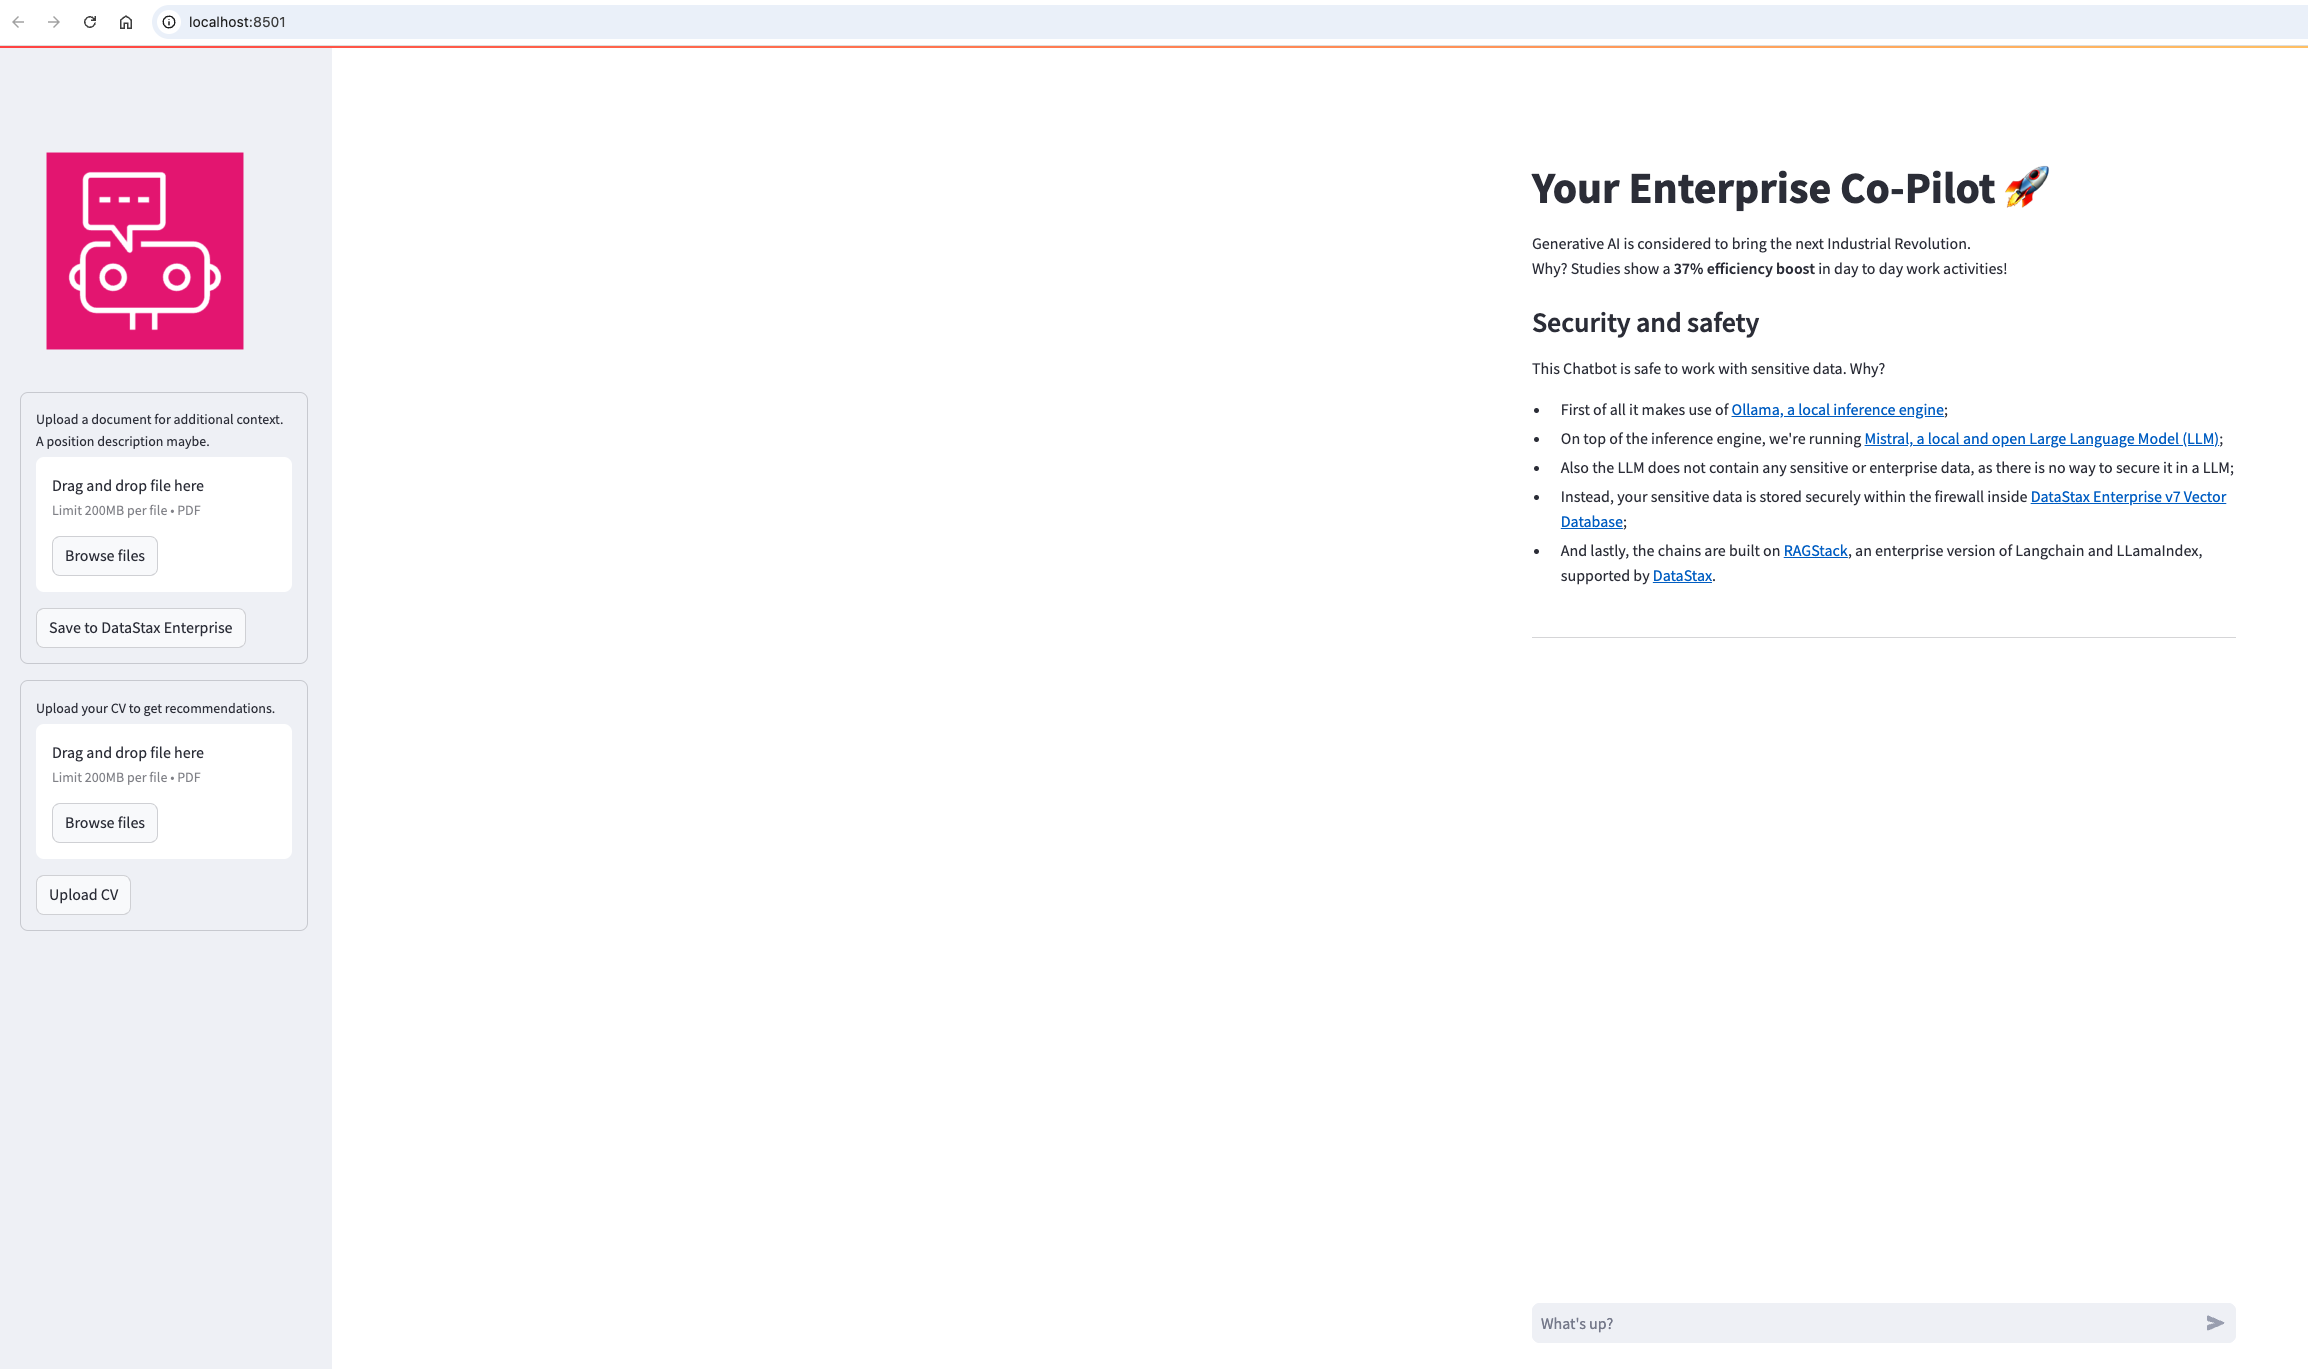 localhost:8501
Upload a document for additional context.
A position description maybe.
Drag and drop file here
Limit 200MB per file • PDF
Browse files
Save to DataStax Enterprise
Upload your CV to get recommendations.
Drag and drop file here
Limit 200MB per file • PDF
Browse files
Upload CV
Your Enterprise Co-Pilot 🚀
Generative AI is considered to bring the next Industrial Revolution.
Why? Studies show a 37% efficiency boost in day to day work activities!
Security and safety
This Chatbot is safe to work with sensitive data. Why?
• First of all it makes use of Ollama, a local inference engine;
• On top of the inference engine, we're running Mistral, a local and open Large Language Model (LLM);
• Also the LLM does not contain any sensitive or enterprise data, as there is no way to secure it in a LLM;
• Instead, your sensitive data is stored securely within the firewall inside DataStax Enterprise v7 Vector
Database;
• And lastly, the chains are built on RAGStack, an enterprise version of Langchain and LLamaIndex,
supported by DataStax.
What's up?